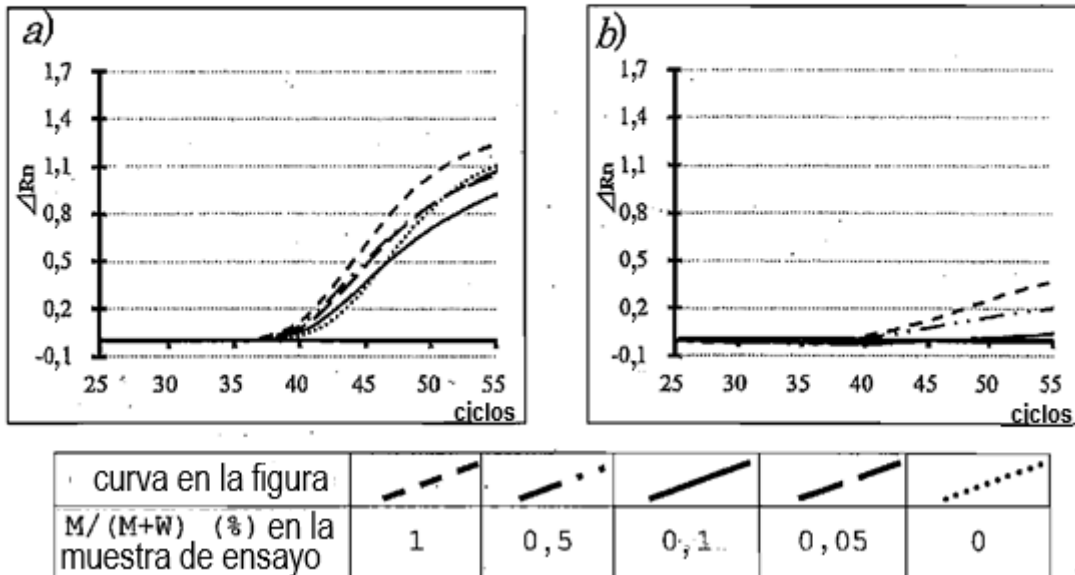 a)
1,7
1,4
1,1
0,8
0,5
0,2
-0,1
ΔRn
25 30 35 40 45 50 55
ciclos
b)
1,7
1,4
1,1
0,8
0,5
0,2
-0,1
ΔRn
25 30 35 40 45 50 55
ciclos
curva en la figura
M/(M+W) (%) en la
muestra de ensayo
1 0,5 0,1 0,05 0